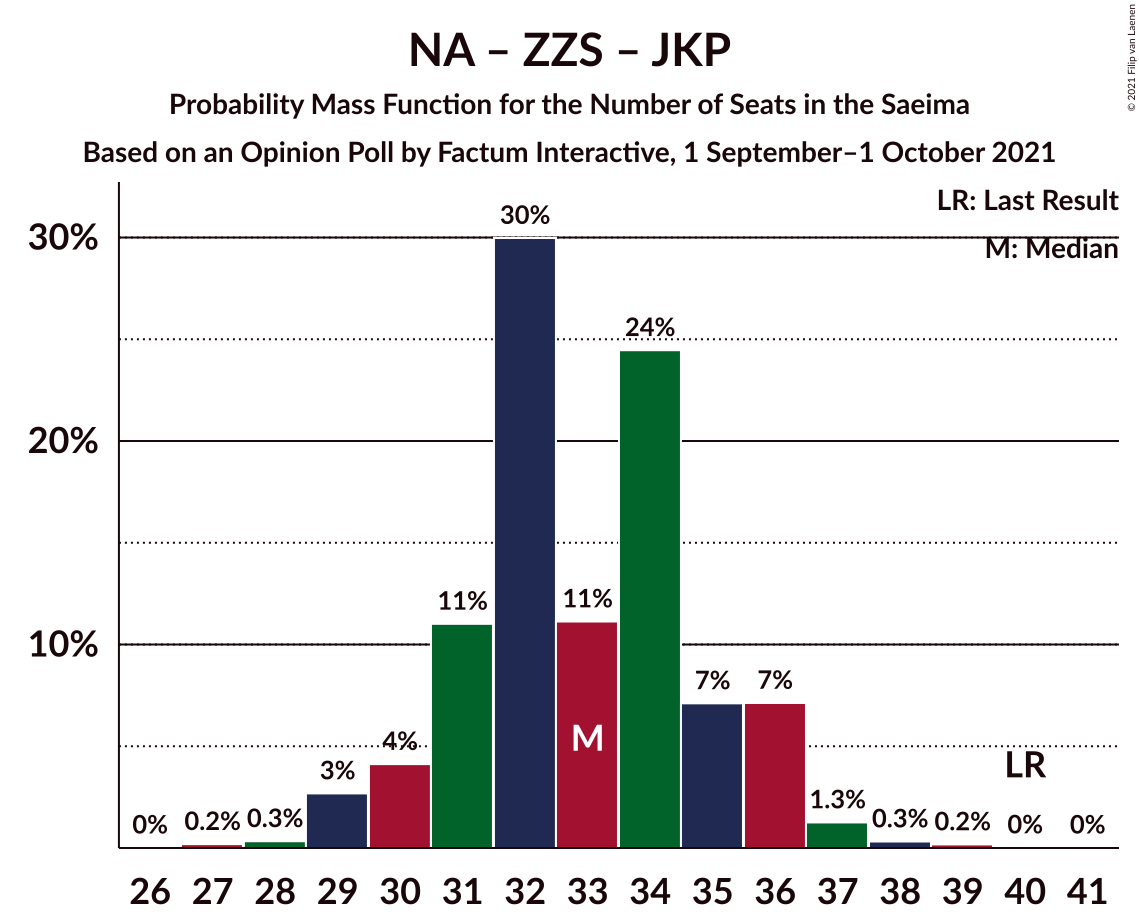 NA – ZZS – JKP
Probability Mass Function for the Number of Seats in the Saeima
Based on an Opinion Poll by Factum Interactive, 1 September–1 October 2021
© 2021 Filip van Laenen
LR: Last Result
M: Median
30%
20%
10%
0%
0.2%
0.3%
3%
4%
11%
30%
11%
24%
7%
7%
1.3%
0.3%
0.2%
0%
0%
M
LR
26 27 28 29 30 31 32 33 34 35 36 37 38 39 40 41